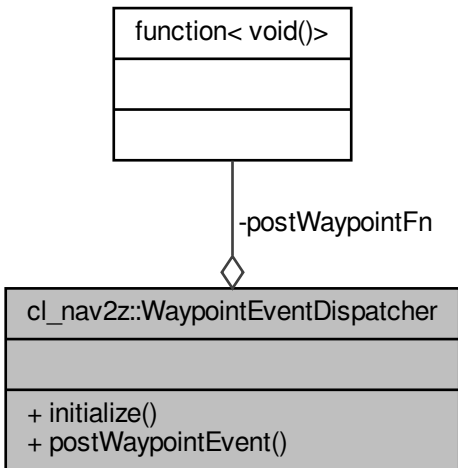 function< void()>
-postWaypointFn
cl_nav2z::WaypointEventDispatcher
+ initialize()
+ postWaypointEvent()